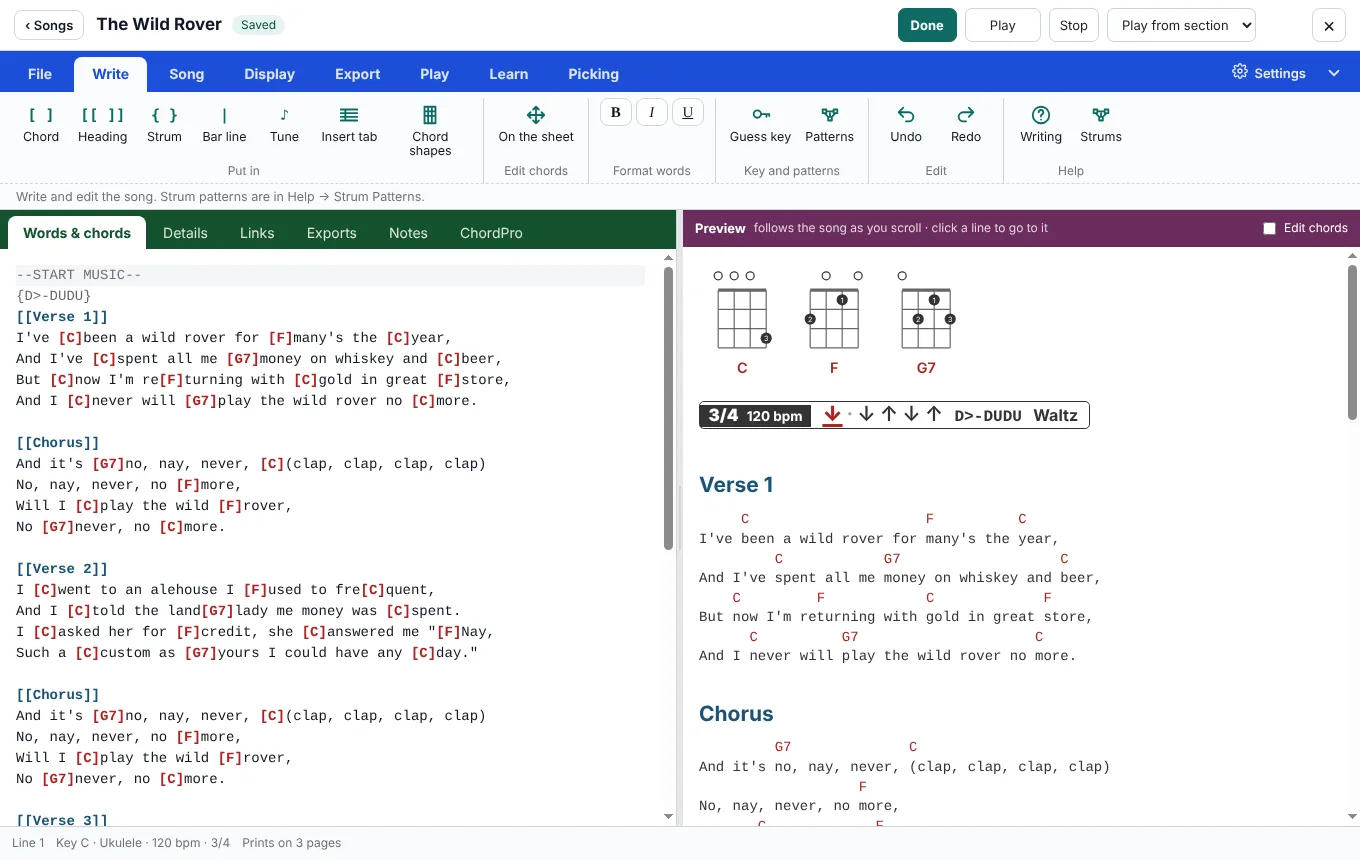 ‹ Songs The Wild Rover Saved Done Play Stop Play from section ×
File Write Song Display Export Play Learn Picking Settings
[ ] [[ ]] { } | ♪
Chord Heading Strum Bar line Tune Insert tab Chord shapes On the sheet B I U Guess key Patterns Undo Redo Writing Strums
Put in Edit chords Format words Key and patterns Edit Help
Write and edit the song. Strum patterns are in Help → Strum Patterns.
Words & chords Details Links Exports Notes ChordPro
--START MUSIC--
{D>-DUDU}
[[Verse 1]]
I've [C]been a wild rover for [F]many's the [C]year,
And I've [C]spent all me [G7]money on whiskey and [C]beer,
But [C]now I'm re[F]turning with [C]gold in great [F]store,
And I [C]never will [G7]play the wild rover no [C]more.
[[Chorus]]
And it's [G7]no, nay, never, [C](clap, clap, clap, clap)
No, nay, never, no [F]more,
Will I [C]play the wild [F]rover,
No [G7]never, no [C]more.
[[Verse 2]]
I [C]went to an alehouse I [F]used to fre[C]quent,
And I [C]told the land[G7]lady me money was [C]spent.
I [C]asked her for [F]credit, she [C]answered me "[F]Nay,
Such a [C]custom as [G7]yours I could have any [C]day."
[[Chorus]]
And it's [G7]no, nay, never, [C](clap, clap, clap, clap)
No, nay, never, no [F]more,
Will I [C]play the wild [F]rover,
No [G7]never, no [C]more.
[[Verse 3]]
Preview follows the song as you scroll · click a line to go to it Edit chords
3 2 1 2 1 3
C F G7
3/4 120 bpm ↓ · ↓ ↑ ↓ ↑ D>-DUDU Waltz
Verse 1
C F C
I've been a wild rover for many's the year,
C G7 C
And I've spent all me money on whiskey and beer,
C F C F
But now I'm returning with gold in great store,
C G7 C
And I never will play the wild rover no more.
Chorus
G7 C
And it's no, nay, never, (clap, clap, clap, clap)
F
No, nay, never, no more,
C F
Line 1 Key C · Ukulele · 120 bpm · 3/4 Prints on 3 pages